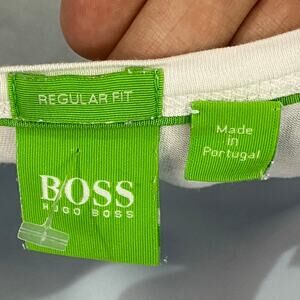 REGULAR FIT
Made
in
Portugal
BOSS
HUGO BOSS